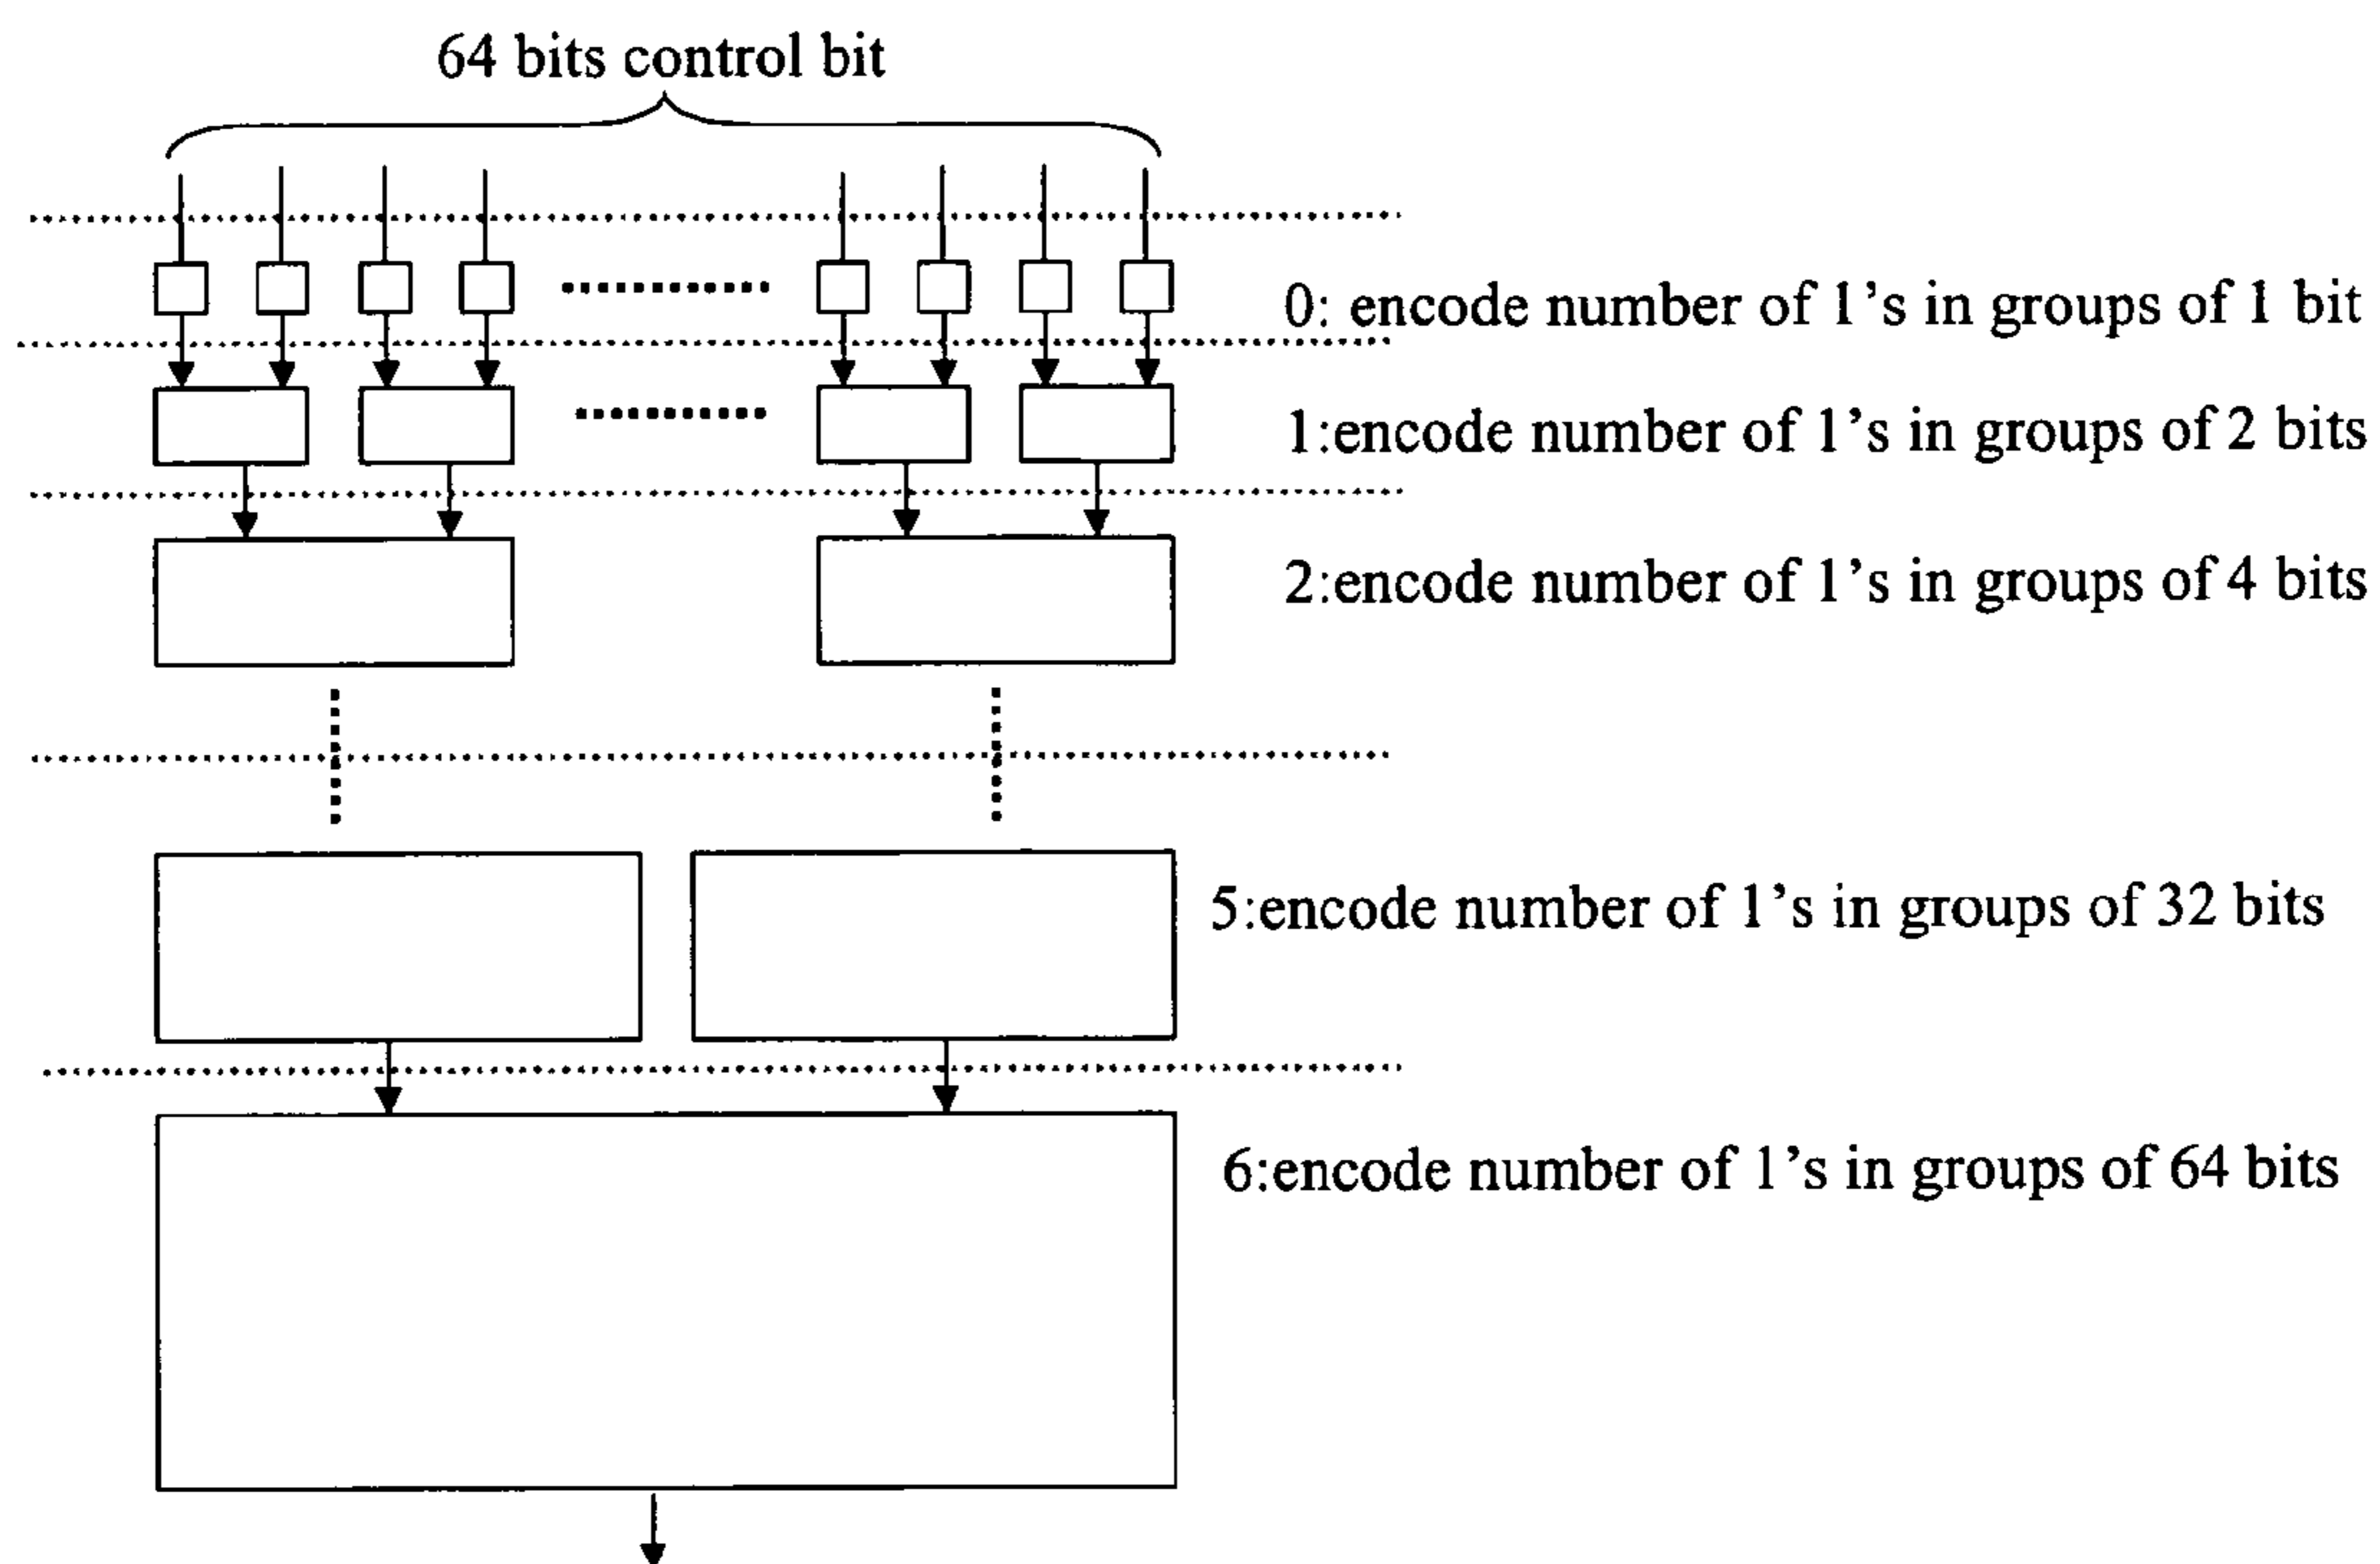 64 bits control bit
0: encode number of 1's in groups of 1 bit
1:encode number of 1's in groups of 2 bits
2:encode number of 1's in groups of 4 bits
5:encode number of 1's in groups of 32 bits
6:encode number of 1's in groups of 64 bits